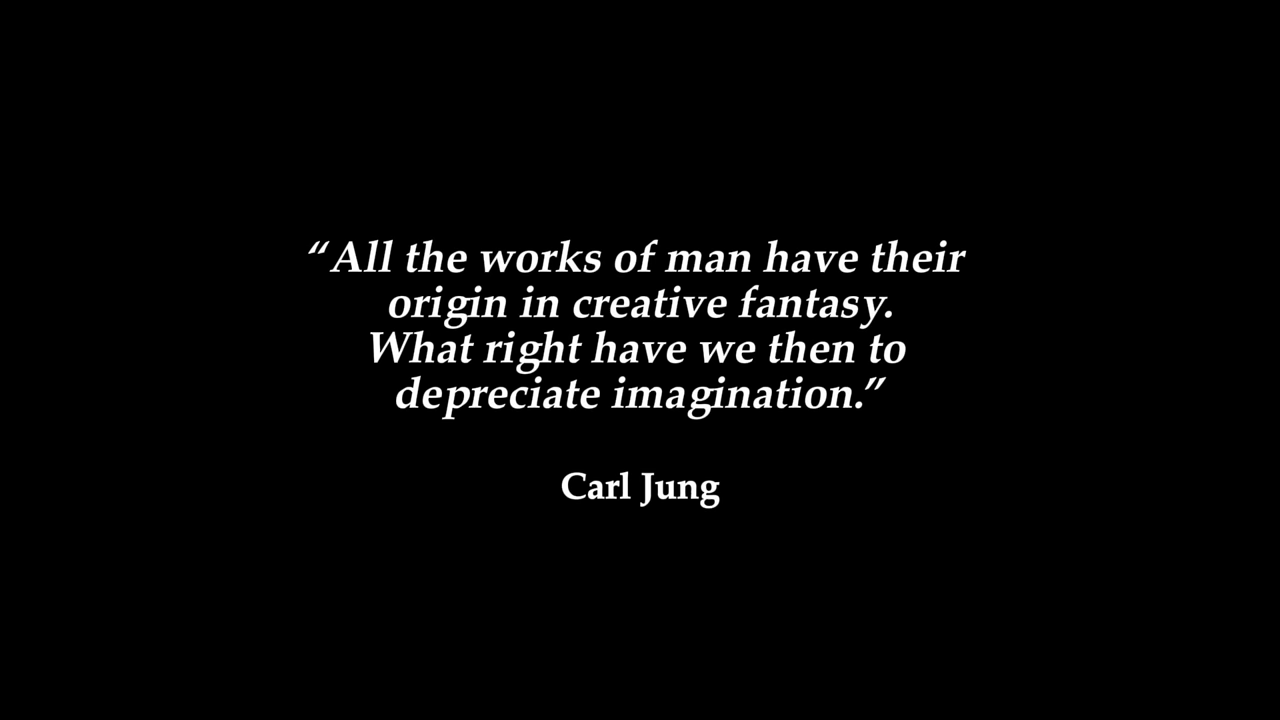 “All the works of man have their
origin in creative fantasy.
What right have we then to
depreciate imagination.”
Carl Jung